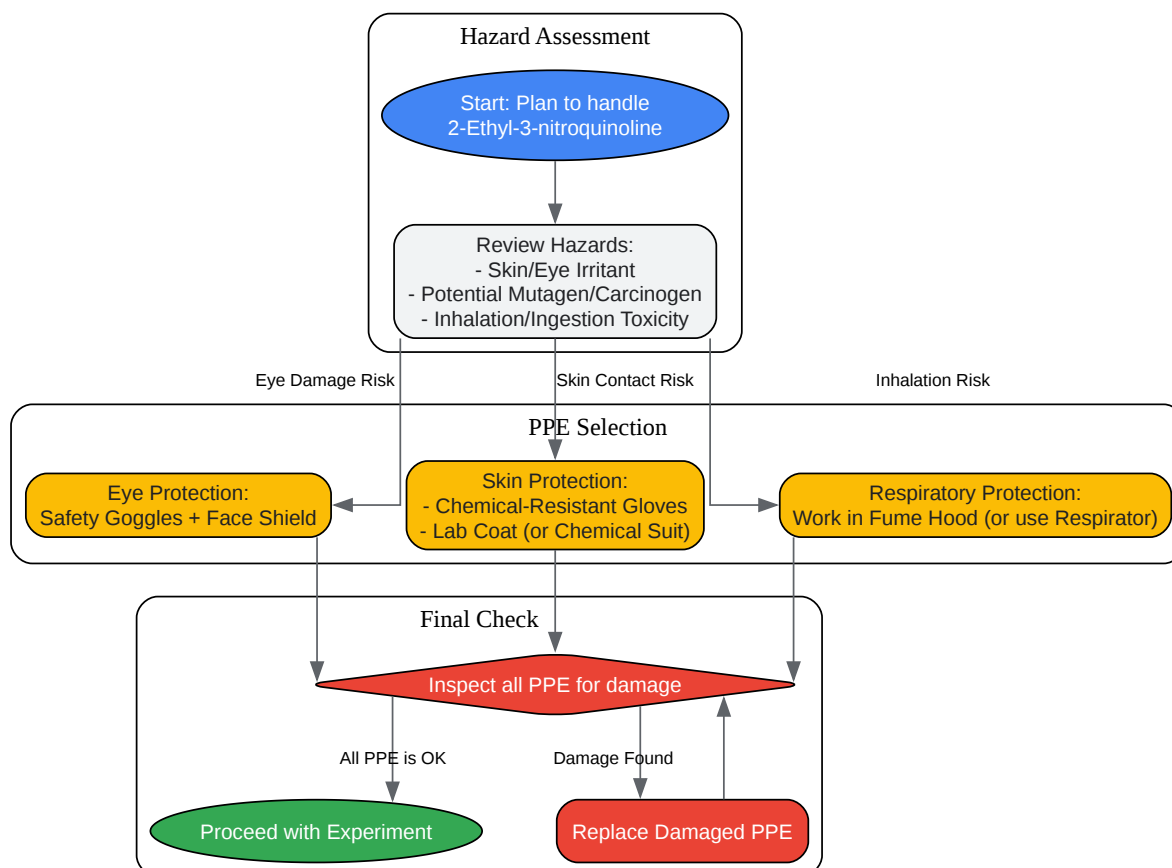 Hazard Assessment
Start: Plan to handle
2-Ethyl-3-nitroquinoline
Review Hazards:
- Skin/Eye Irritant
- Potential Mutagen/Carcinogen
- Inhalation/Ingestion Toxicity
Eye Damage Risk
Skin Contact Risk
Inhalation Risk
PPE Selection
Eye Protection:
Safety Goggles + Face Shield
Skin Protection:
- Chemical-Resistant Gloves
- Lab Coat (or Chemical Suit)
Respiratory Protection:
Work in Fume Hood (or use Respirator)
Final Check
Inspect all PPE for damage
All PPE is OK
Damage Found
Proceed with Experiment
Replace Damaged PPE